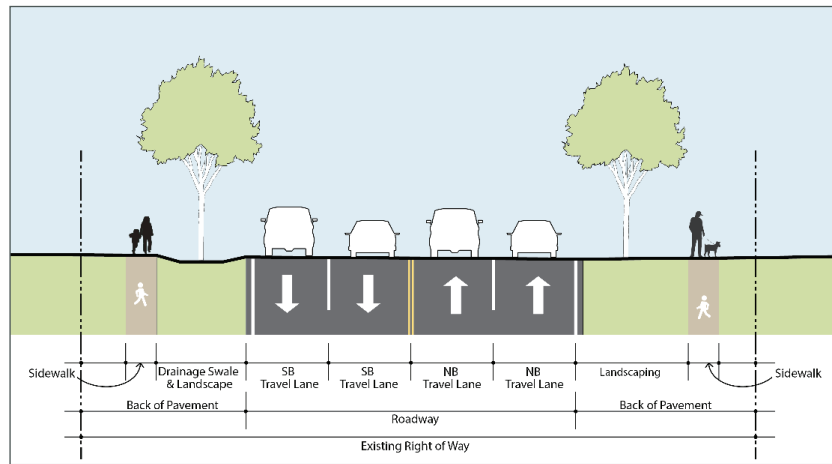 Sidewalk
Drainage Swale
& Landscape
SB
Travel Lane
SB
Travel Lane
NB
Travel Lane
NB
Travel Lane
Landscaping
Sidewalk
Back of Pavement
Roadway
Back of Pavement
Existing Right of Way